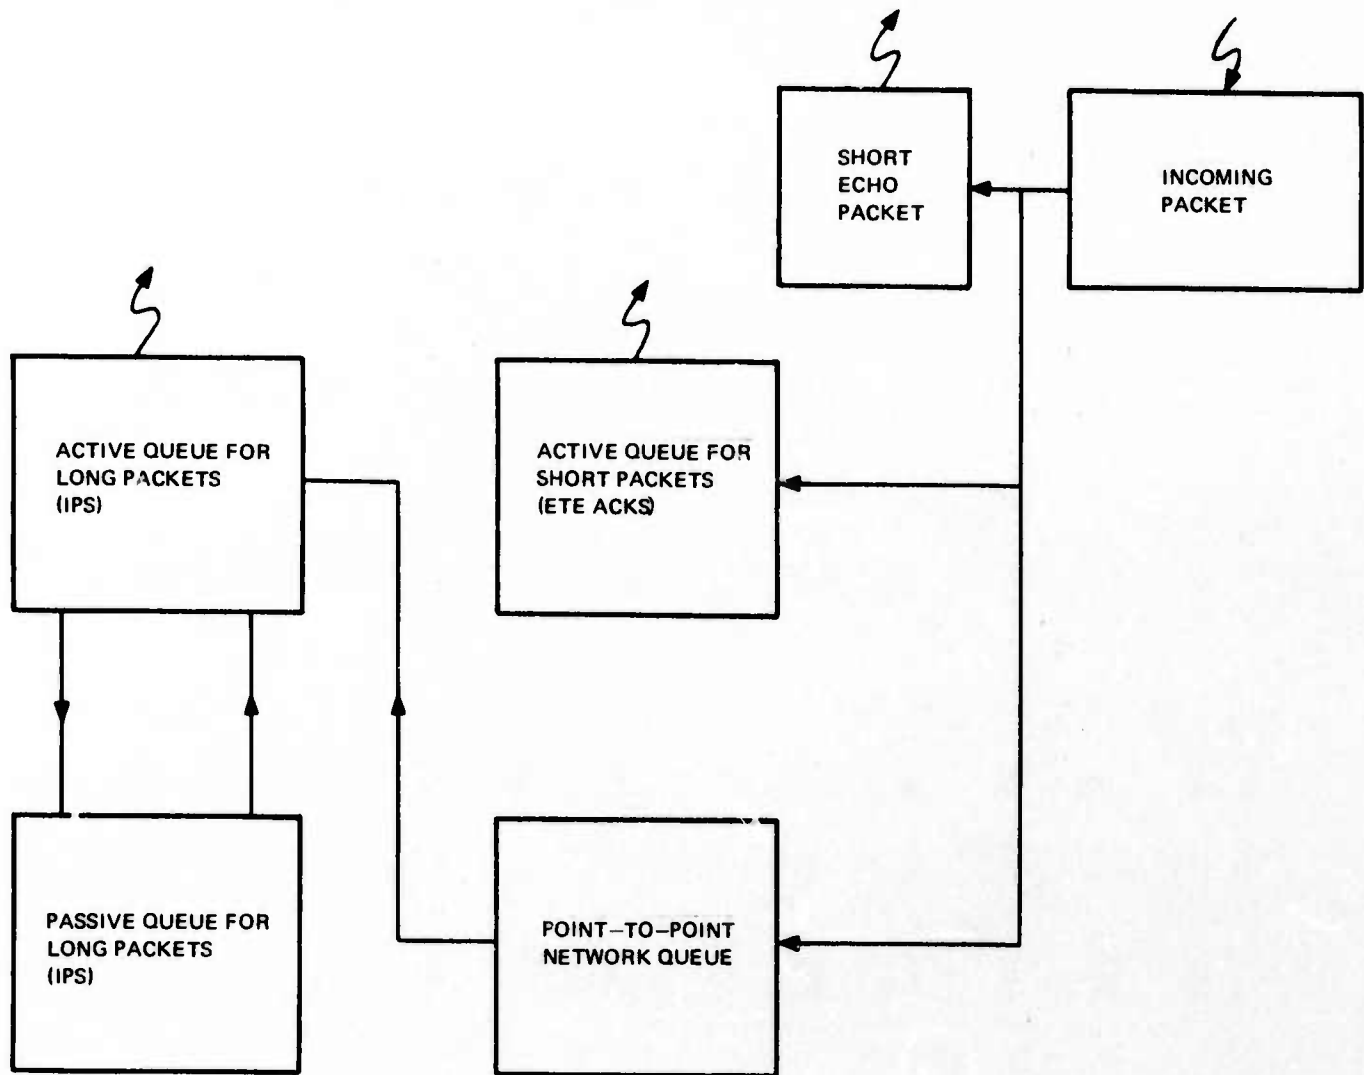 SHORT
ECHO
PACKET
INCOMING
PACKET
ACTIVE QUEUE FOR
LONG PACKETS
(IPS)
ACTIVE QUEUE FOR
SHORT PACKETS
(ETE ACKS)
PASSIVE QUEUE FOR
LONG PACKETS
(IPS)
POINT–TO–POINT
NETWORK QUEUE